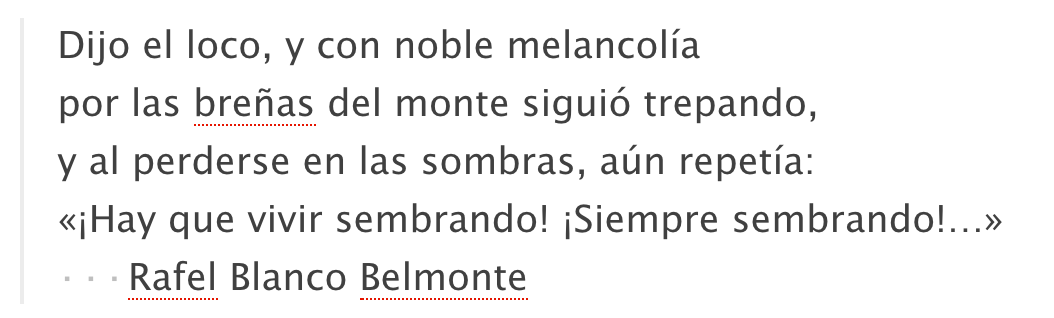 Dijo el loco, y con noble melancolía
por las breñas del monte siguió trepando,
y al perderse en las sombras, aún repetía:
«¡Hay que vivir sembrando! ¡Siempre sembrando!…»
· · · Rafel Blanco Belmonte